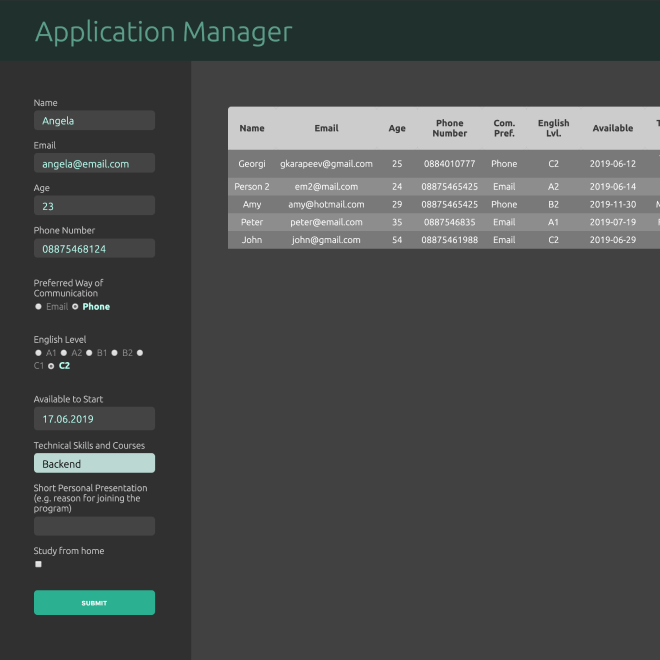 Application Manager
Name
Angela
Email
angela@email.com
Age
23
Phone Number
08875468124
Preferred Way of
Communication
Email Phone
English Level
A1 A2 B1 B2
C1 C2
Available to Start
17.06.2019
Technical Skills and Courses
Backend
Short Personal Presentation
(e.g. reason for joining the
program)
Study from home
SUBMIT
Name Email Age Phone Number Com. Pref. English Lvl. Available
Georgi gkarapeev@gmail.com 25 0884010777 Phone C2 2019-06-12
Person 2 em2@mail.com 24 08875465425 Email A2 2019-06-14
Amy amy@hotmail.com 29 08875465425 Phone B2 2019-11-30
Peter peter@email.com 35 0887546835 Email A1 2019-07-19
John john@gmail.com 54 08875461988 Email C2 2019-06-29